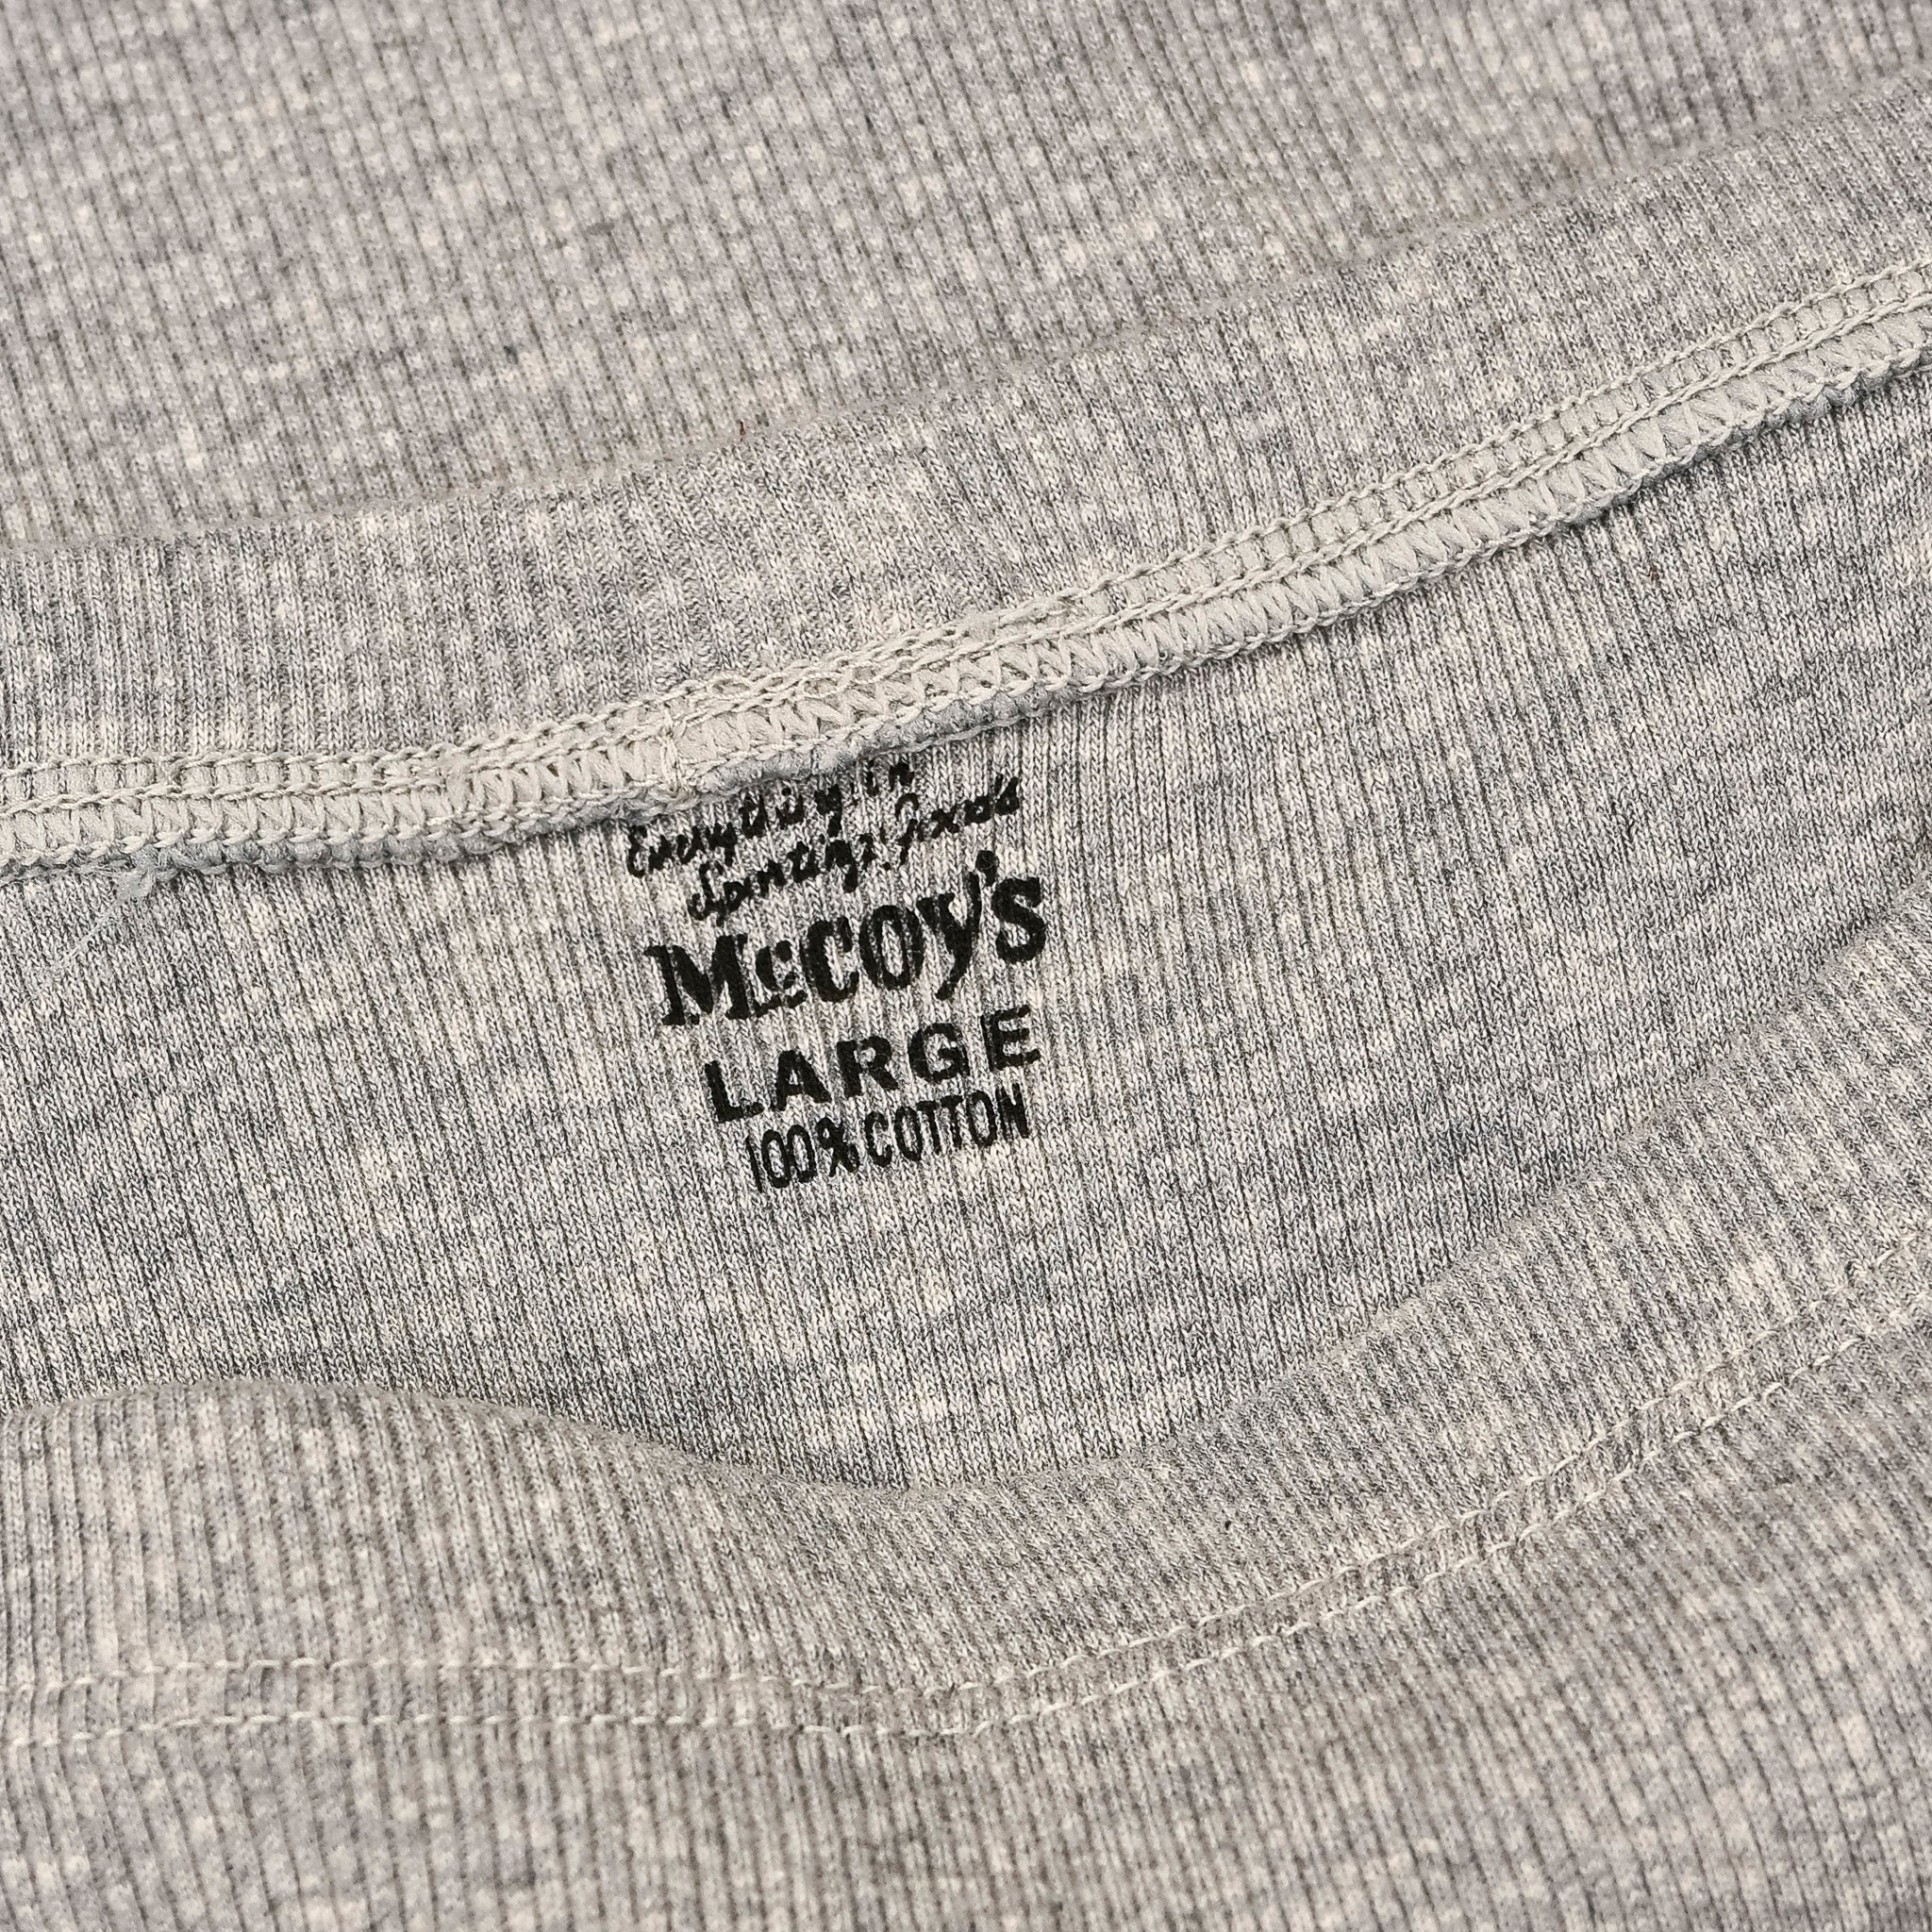 Everything in
Sporting Goods
McCOY'S
LARGE
100% COTTON